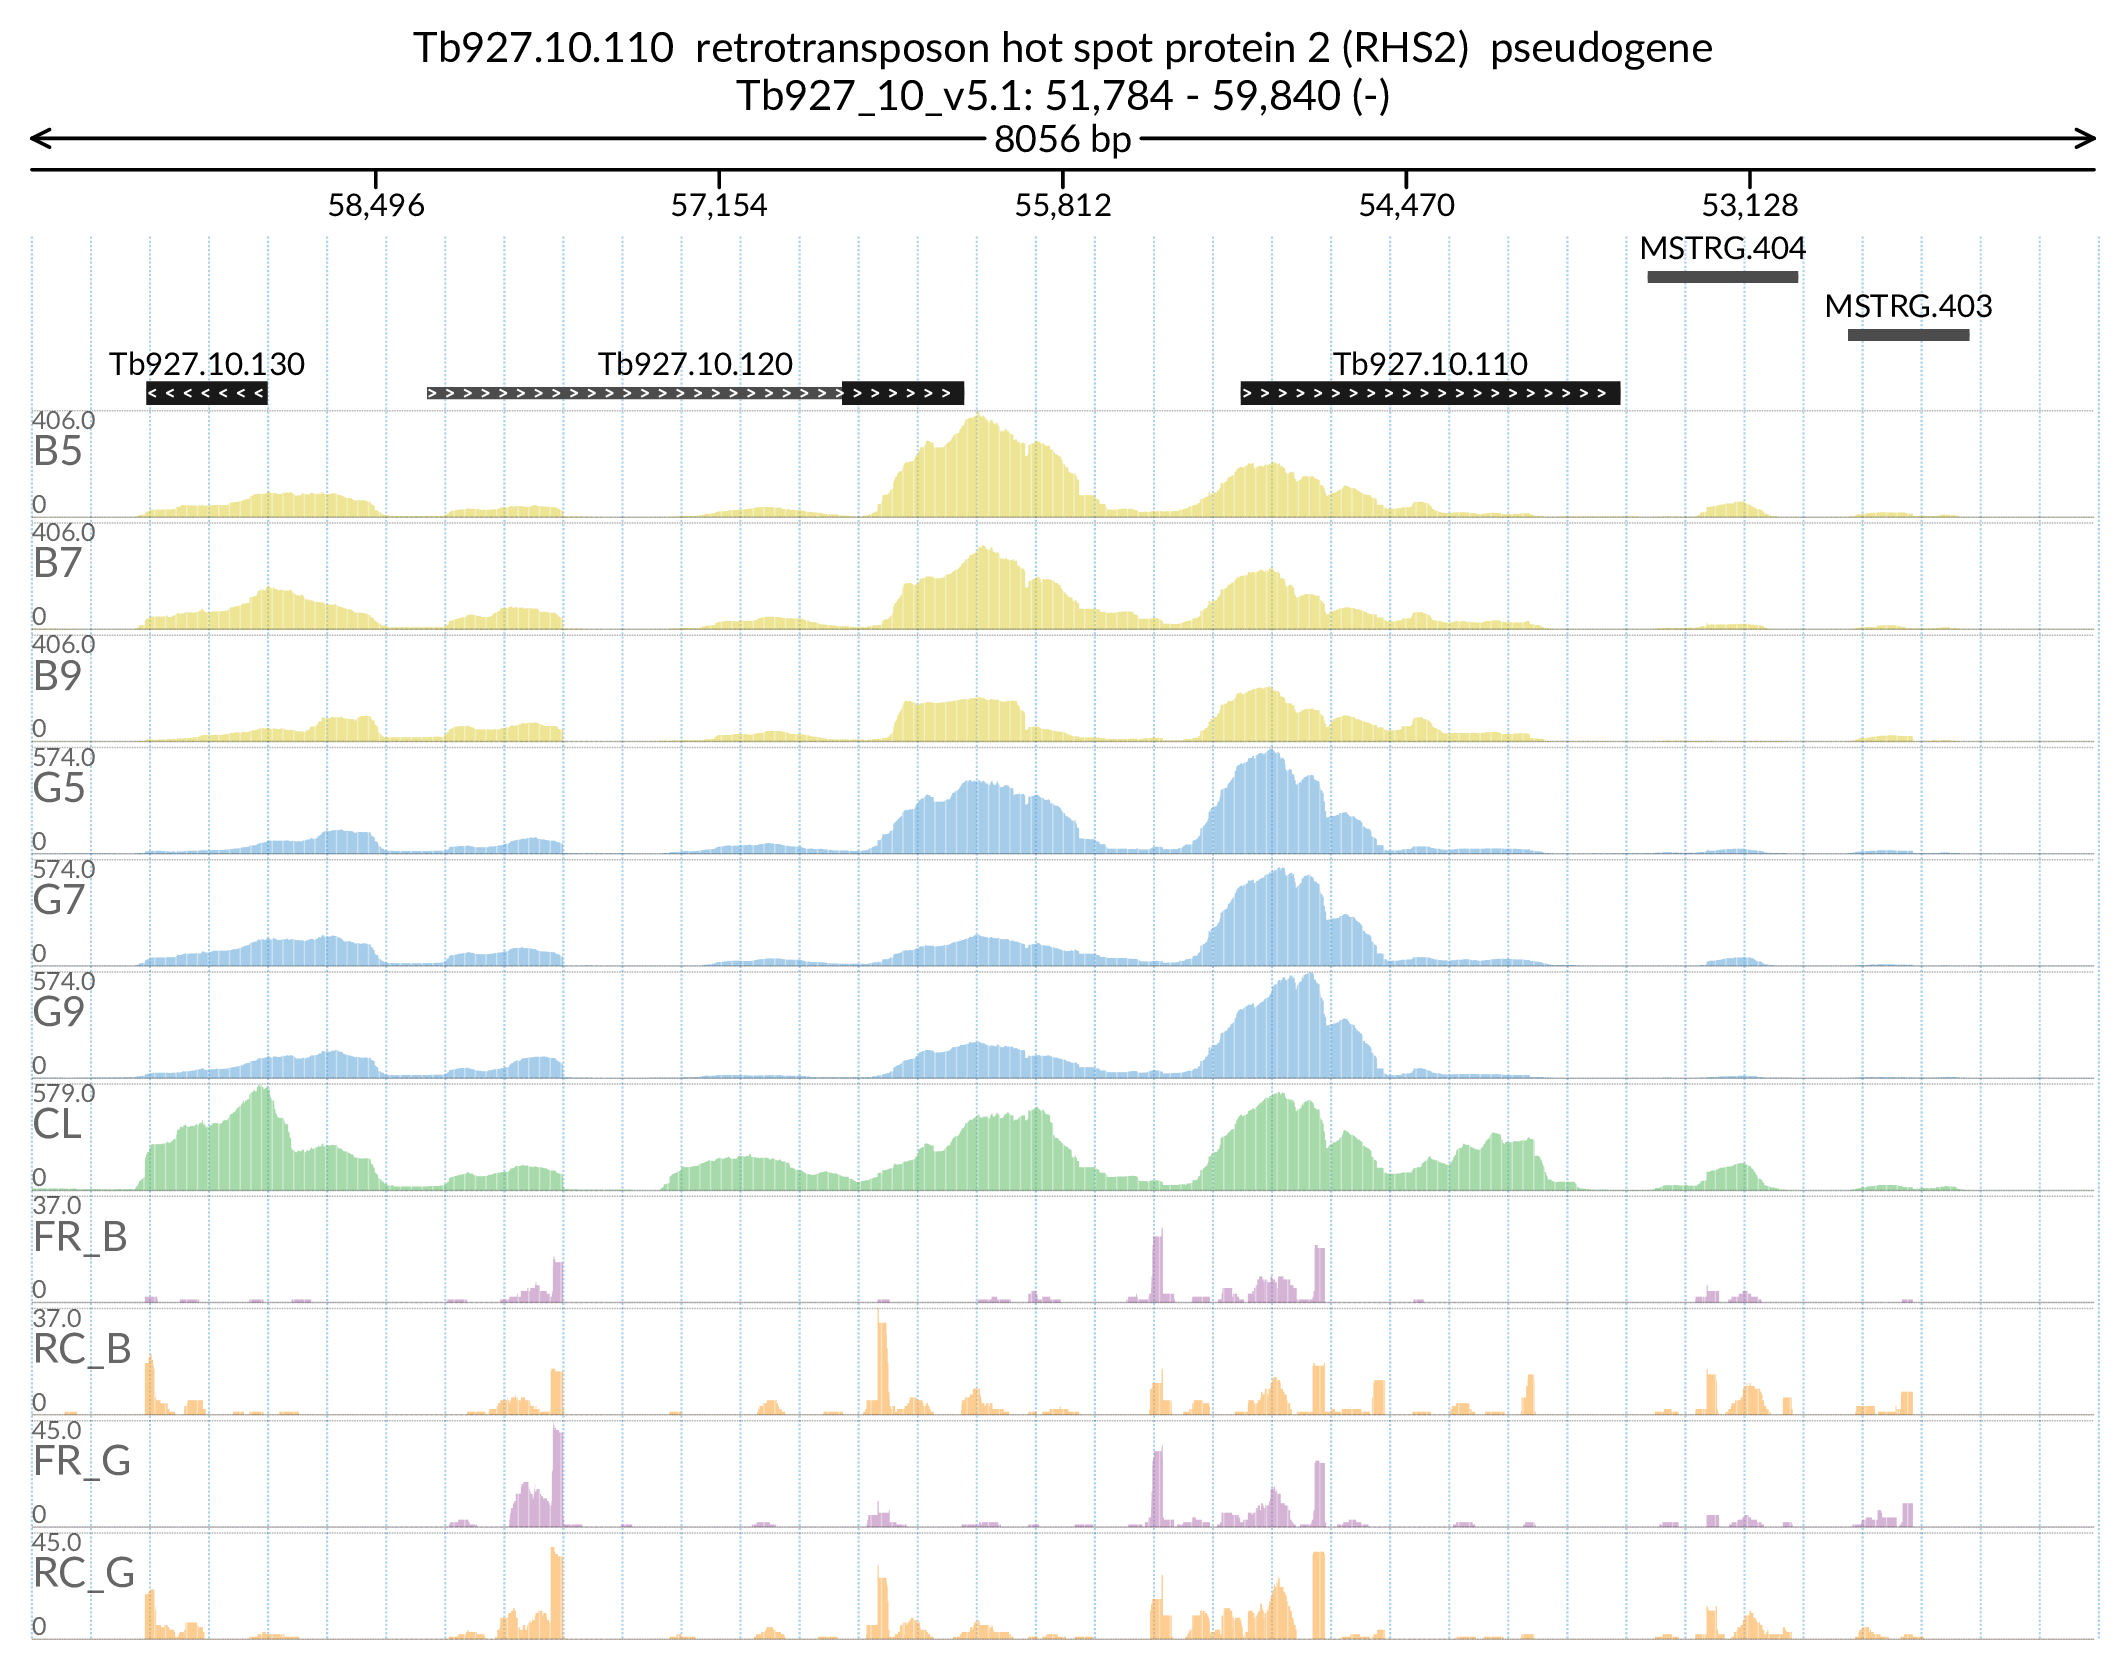 Tb927.10.110 retrotransposon hot spot protein 2 (RHS2) pseudogene
Tb927_10_v5.1: 51,784 - 59,840 (-)
8056 bp
58,496 57,154 55,812 54,470 53,128
MSTRG.404
MSTRG.403
Tb927.10.130 Tb927.10.120 Tb927.10.110
406.0
B5
0
406.0
B7
0
406.0
B9
0
574.0
G5
0
574.0
G7
0
574.0
G9
0
579.0
CL
0
37.0
FR_B
0
37.0
RC_B
0
45.0
FR_G
0
45.0
RC_G
0